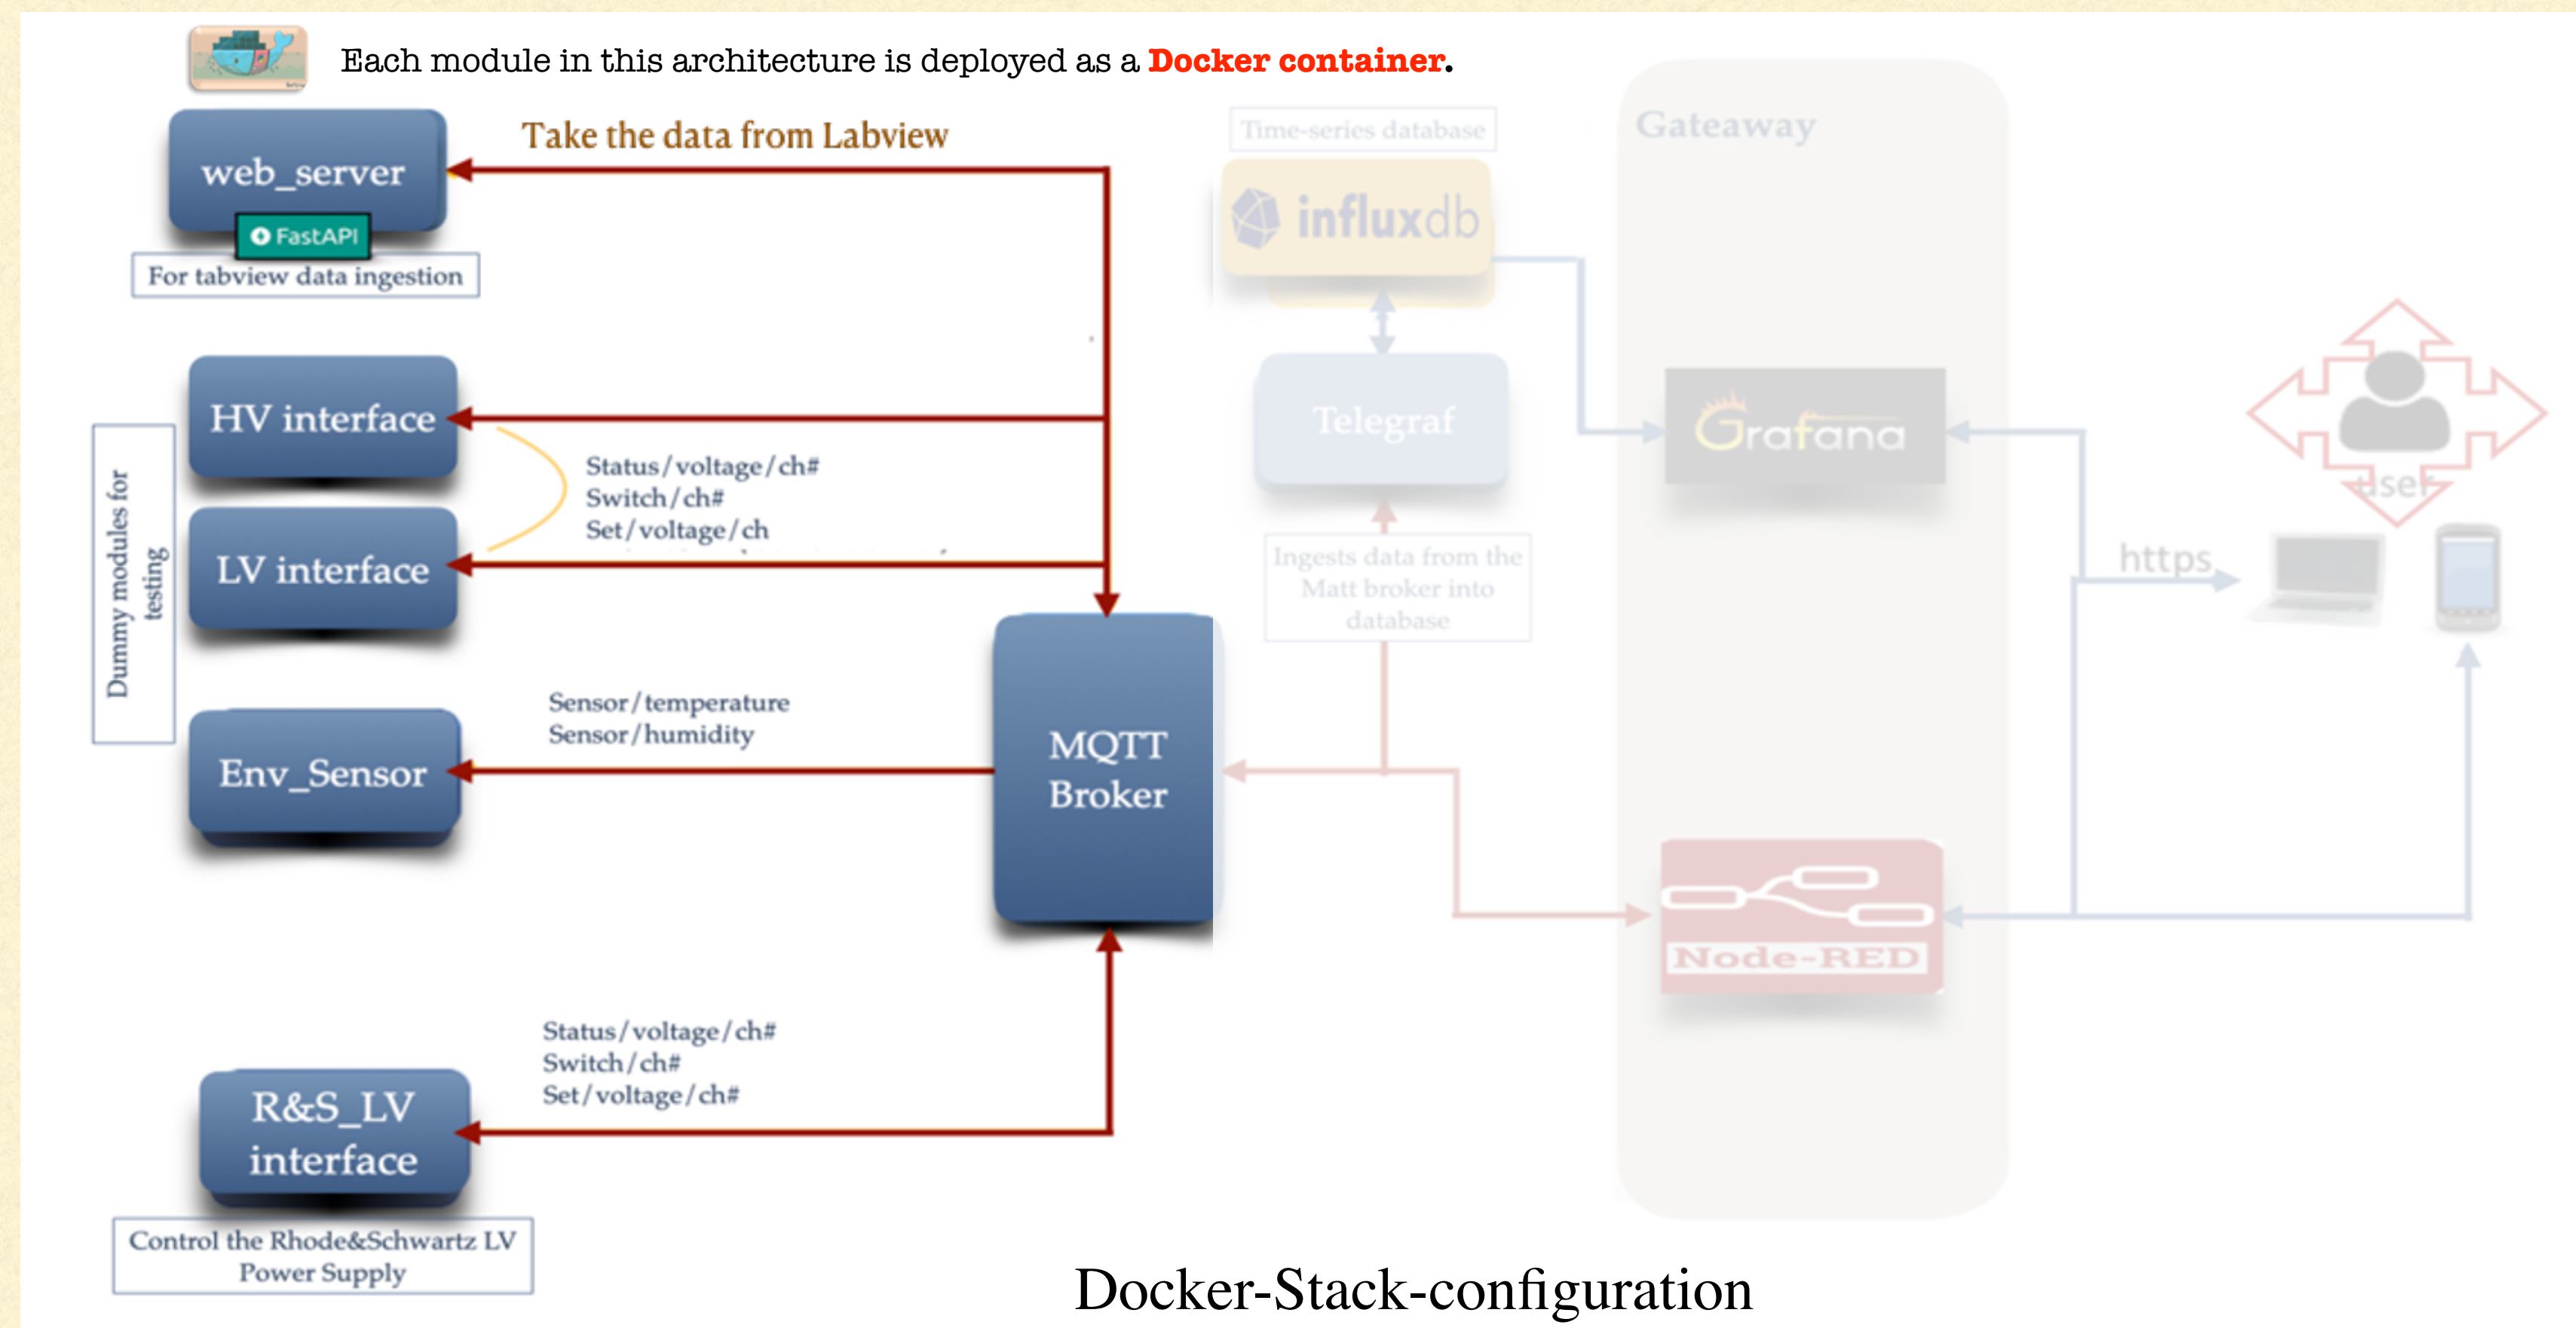 Each module in this architecture is deployed as a Docker container.
web_server
FastAPI
For tabview data ingestion
Take the data from Labview
HV interface
LV interface
Dummy modules for
testing
Status/voltage/ch#
Switch/ch#
Set/voltage/ch
Env_Sensor
Sensor/temperature
Sensor/humidity
MQTT
Broker
Status/voltage/ch#
Switch/ch#
Set/voltage/ch#
R&S_LV
interface
Control the Rhode&Schwartz LV
Power Supply
Time-series database
influxdb
Telegraf
Ingests data from the
Matt broker into
database
Gateaway
Grafana
Node-RED
user
https
Docker-Stack-configuration